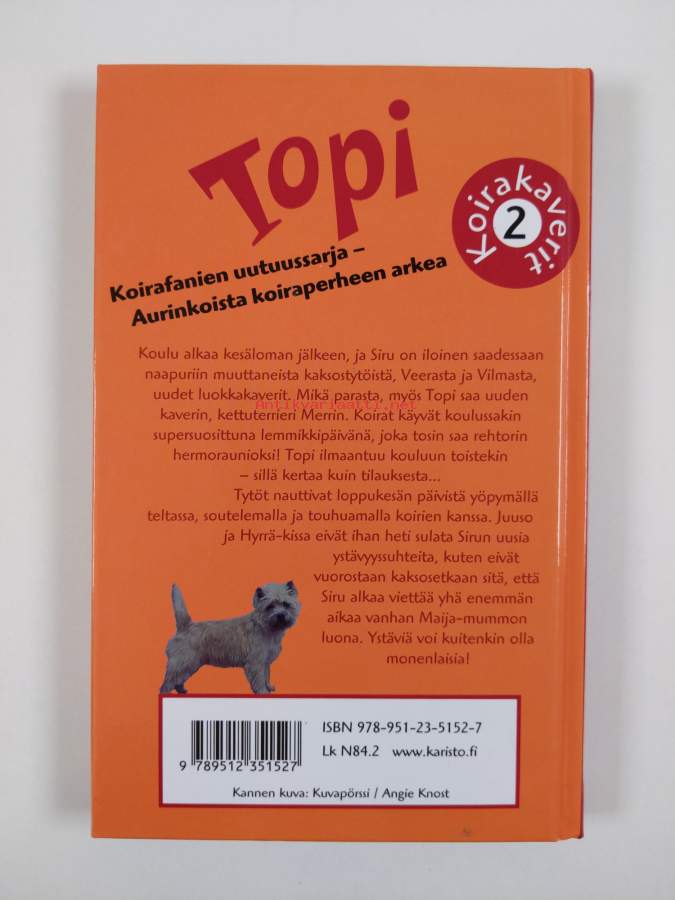 Topi
Koirakaverit
2
Koirafanien uutuussarja –
Aurinkoista koiraperheen arkea
Koulu alkaa kesäloman jälkeen, ja Siru on iloinen saadessaan
naapuriin muuttaneista kaksostytöistä, Veerasta ja Vilmasta,
uudet luokkakaverit. Mikä parasta, myös Topi saa uuden
Antikvariaatti.net
kaverin, kettuterrieri Merrin. Koirat käyvät koulussakin
supersuosittuna lemmikkipäivänä, joka tosin saa rehtorin
hermoraunioksi! Topi ilmaantuu kouluun toistekin
– sillä kertaa kuin tilauksesta...
Tytöt nauttivat loppukesän päivistä yöpymällä
teltassa, soutelemalla ja touhuamalla koirien kanssa. Juuso
ja Hyrrä-kissa eivät ihan heti sulata Sirun uusia
ystävyyssuhteita, kuten eivät
vuorostaan kaksosetkaan sitä, että
Siru alkaa viettää yhä enemmän
aikaa vanhan Maija-mummon
luona. Ystäviä voi kuitenkin olla
monenlaisia!
ISBN 978-951-23-5152-7
Lk N84.2 www.karisto.fi
9 789512 351527
Kannen kuva: Kuvapörssi / Angie Knost